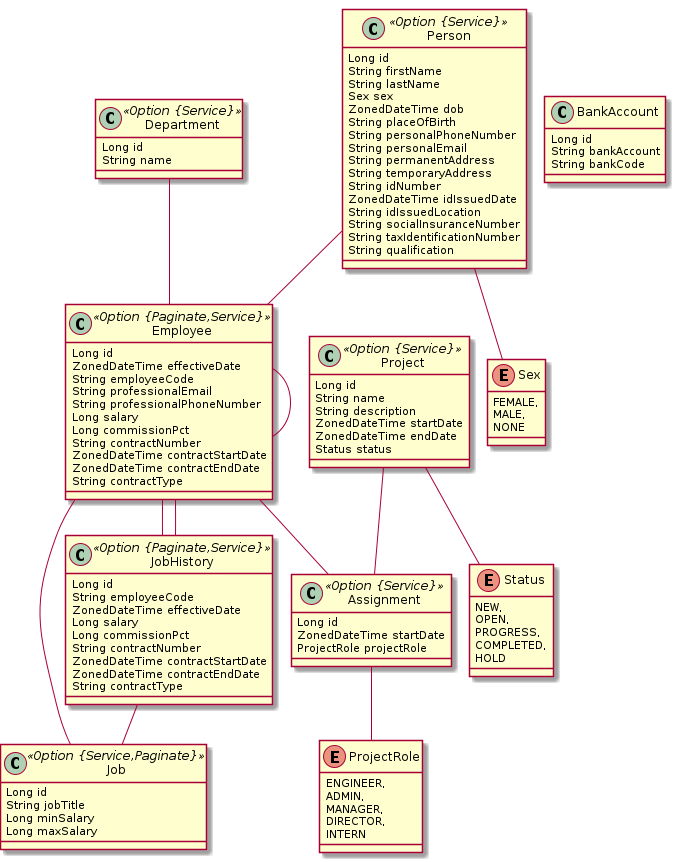 C
«Option {Service}»
Person
Long id
String firstName
String lastName
Sex sex
ZonedDateTime dob
String placeOfBirth
String personalPhoneNumber
String personalEmail
String permanentAddress
String temporaryAddress
String idNumber
ZonedDateTime idIssuedDate
String idIssuedLocation
String socialInsuranceNumber
String taxIdentificationNumber
String qualification
C
«Option {Service}»
Department
Long id
String name
C BankAccount
Long id
String bankAccount
String bankCode
C
«Option {Paginate,Service}»
Employee
Long id
ZonedDateTime effectiveDate
String employeeCode
String professionalEmail
String professionalPhoneNumber
Long salary
Long commissionPct
String contractNumber
ZonedDateTime contractStartDate
ZonedDateTime contractEndDate
String contractType
C
«Option {Service}»
Project
Long id
String name
String description
ZonedDateTime startDate
ZonedDateTime endDate
Status status
E Sex
FEMALE,
MALE,
NONE
C
«Option {Paginate,Service}»
JobHistory
Long id
String employeeCode
ZonedDateTime effectiveDate
Long salary
Long commissionPct
String contractNumber
ZonedDateTime contractStartDate
ZonedDateTime contractEndDate
String contractType
C
«Option {Service}»
Assignment
Long id
ZonedDateTime startDate
ProjectRole projectRole
E Status
NEW,
OPEN,
PROGRESS,
COMPLETED,
HOLD
C
«Option {Service,Paginate}»
Job
Long id
String jobTitle
Long minSalary
Long maxSalary
E ProjectRole
ENGINEER,
ADMIN,
MANAGER,
DIRECTOR,
INTERN